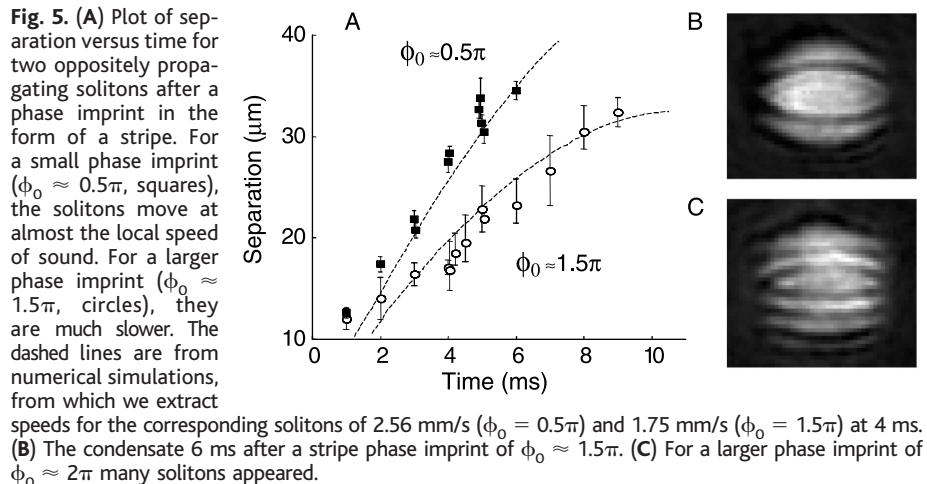 Fig. 5. (A) Plot of sep-
aration versus time for
two oppositely propa-
gating solitons after a
phase imprint in the
form of a stripe. For
a small phase imprint
(ϕ₀ ≈ 0.5π, squares),
the solitons move at
almost the local speed
of sound. For a larger
phase imprint (ϕ₀ ≈
1.5π, circles), they
are much slower. The
dashed lines are from
numerical simulations,
from which we extract
speeds for the corresponding solitons of 2.56 mm/s (ϕ₀ = 0.5π) and 1.75 mm/s (ϕ₀ = 1.5π) at 4 ms.
(B) The condensate 6 ms after a stripe phase imprint of ϕ₀ ≈ 1.5π. (C) For a larger phase imprint of
ϕ₀ ≈ 2π many solitons appeared.
A
Separation (μm)
40
30
20
10
ϕ₀ ≈ 0.5π
ϕ₀ ≈ 1.5π
0 2 4 6 8 10
Time (ms)
B
C